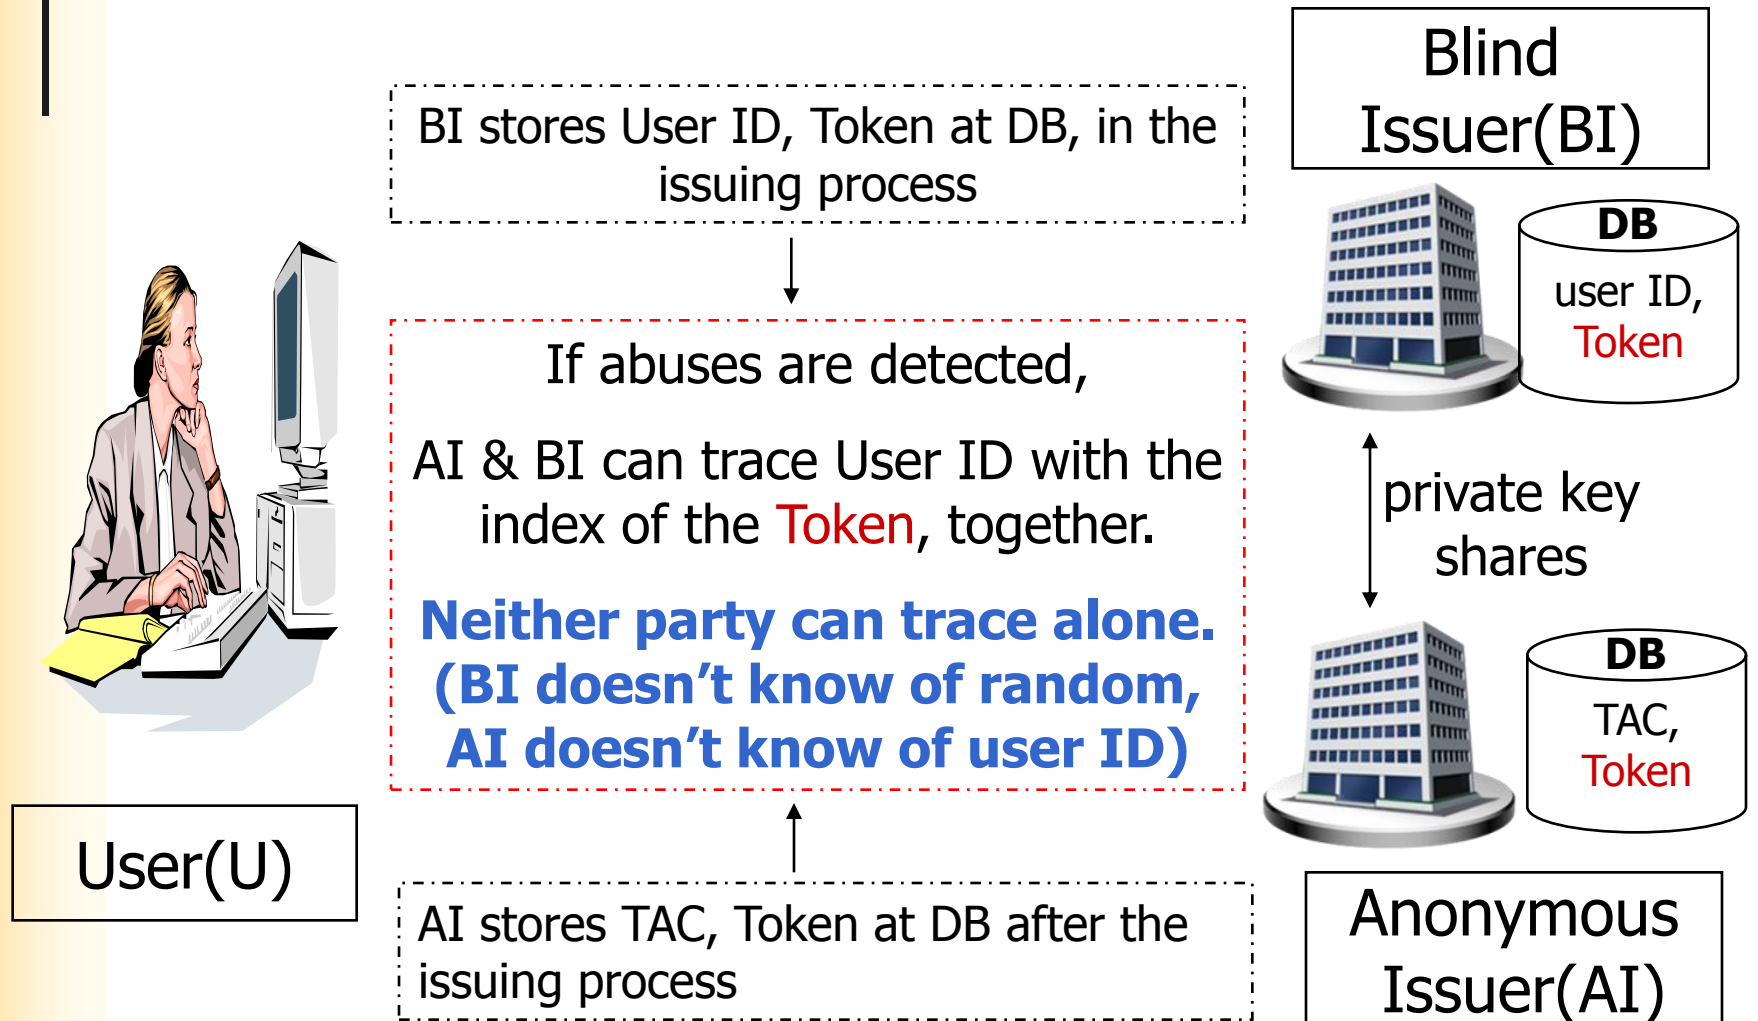 BI stores User ID, Token at DB, in the
issuing process
If abuses are detected,
AI & BI can trace User ID with the
index of the Token, together.
Neither party can trace alone.
(BI doesn’t know of random,
AI doesn’t know of user ID)
AI stores TAC, Token at DB after the
issuing process
User(U)
Blind
Issuer(BI)
DB
user ID,
Token
private key
shares
DB
TAC,
Token
Anonymous
Issuer(AI)